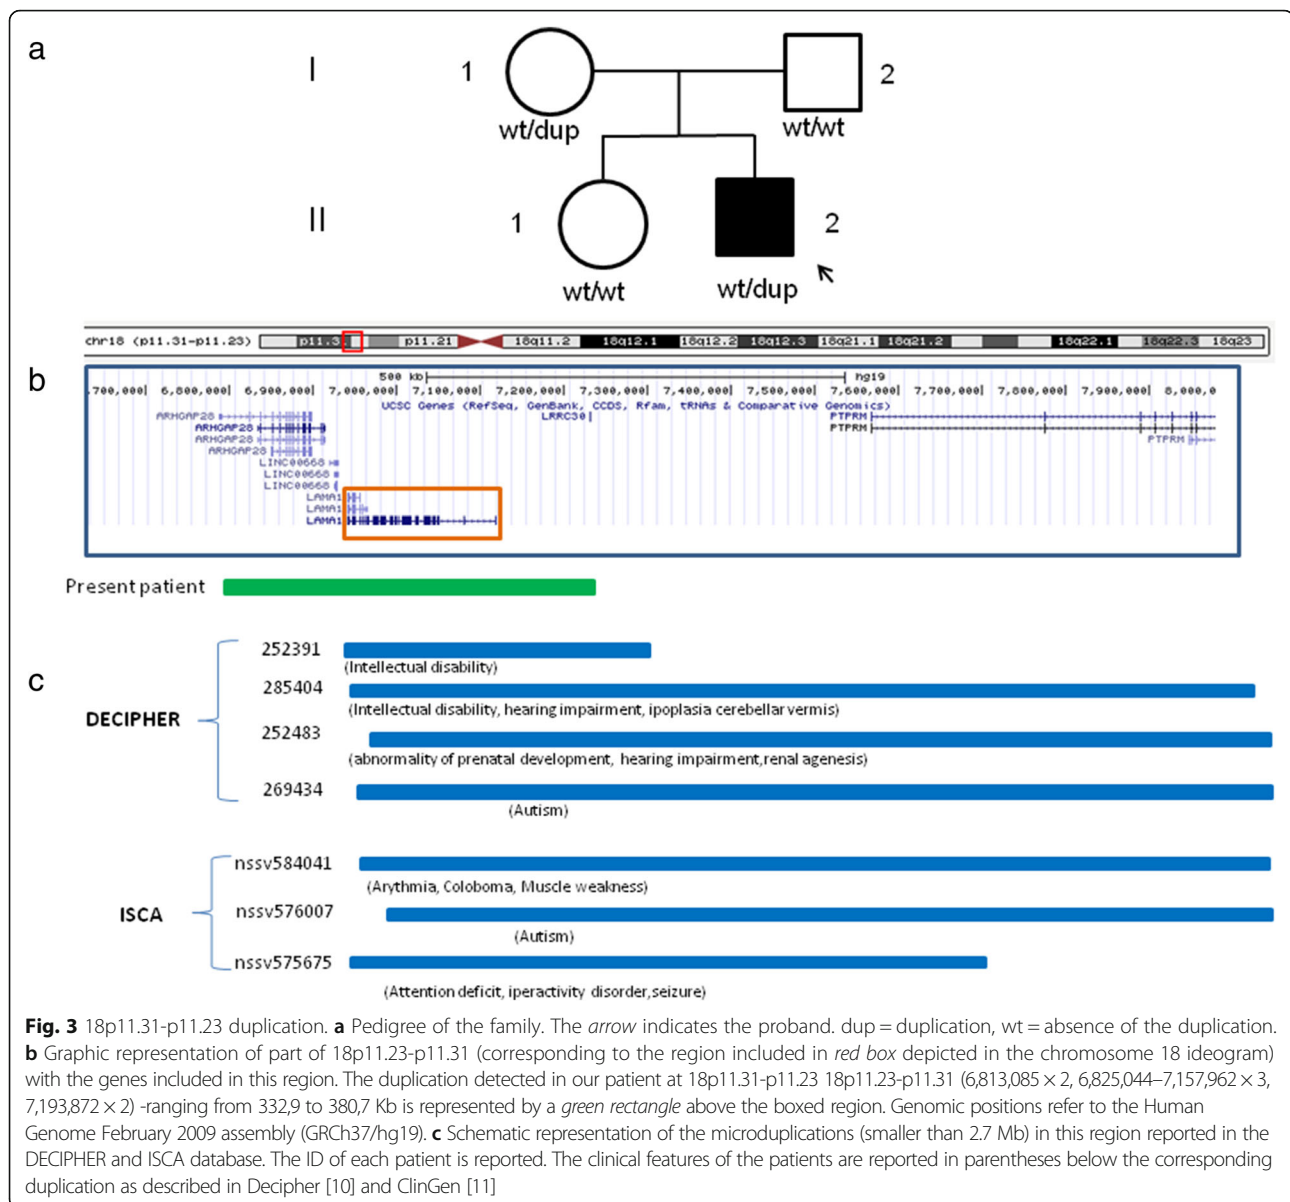 a
I
1
2
wt/dup
wt/wt
II
1
2
wt/wt
wt/dup
chr18 (p11.31-p11.23)
p11.3
p11.21
18q11.2
18q12.1
18q12.2
18q12.3
18q21.1
18q21.2
18q22.1
18q22.3
18q23
b
500 kb
hg19
,700,000| 6,800,000| 6,900,000| 7,000,000| 7,100,000| 7,200,000| 7,300,000| 7,400,000| 7,500,000| 7,600,000| 7,700,000| 7,800,000| 7,900,000| 8,000,0
UCSC Genes (RefSeq, GenBank, CCDS, Rfam, tRNAs & Comparative Genomics)
ARHGAP28
LRRC30
PTPRM
ARHGAP28
PTPRM
ARHGAP28
PTPRM
ARHGAP28
LINC00668
LINC00668
LINC00668
LAMA1
LAMA1
LAMA1
Present patient
c
DECIPHER
252391
(Intellectual disability)
285404
(Intellectual disability, hearing impairment, ipoplasia cerebellar vermis)
252483
(abnormality of prenatal development, hearing impairment,renal agenesis)
269434
(Autism)
ISCA
nssv584041
(Arythmia, Coloboma, Muscle weakness)
nssv576007
(Autism)
nssv575675
(Attention deficit, iperactivity disorder,seizure)
Fig. 3 18p11.31-p11.23 duplication. a Pedigree of the family. The arrow indicates the proband. dup = duplication, wt = absence of the duplication.
b Graphic representation of part of 18p11.23-p11.31 (corresponding to the region included in red box depicted in the chromosome 18 ideogram)
with the genes included in this region. The duplication detected in our patient at 18p11.31-p11.23 18p11.23-p11.31 (6,813,085 × 2, 6,825,044–7,157,962 × 3,
7,193,872 × 2) -ranging from 332,9 to 380,7 Kb is represented by a green rectangle above the boxed region. Genomic positions refer to the Human
Genome February 2009 assembly (GRCh37/hg19). c Schematic representation of the microduplications (smaller than 2.7 Mb) in this region reported in the
DECIPHER and ISCA database. The ID of each patient is reported. The clinical features of the patients are reported in parentheses below the corresponding
duplication as described in Decipher [10] and ClinGen [11]